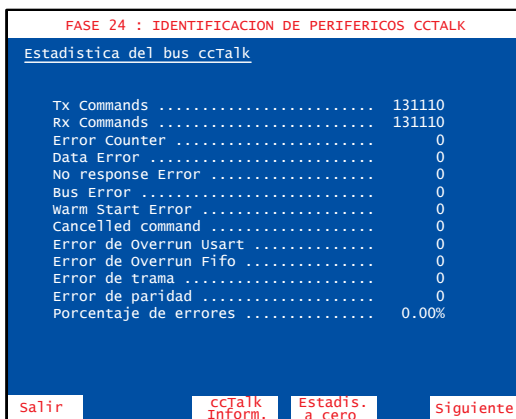 FASE 24 : IDENTIFICACION DE PERIFERICOS CCTALK
Estadistica del bus ccTalk
Tx Commands ......................... 131110
Rx Commands ......................... 131110
Error Counter ....................... 0
Data Error .......................... 0
No response Error ................... 0
Bus Error ........................... 0
Warm Start Error .................... 0
Cancelled command ................... 0
Error de Overrun Usart .............. 0
Error de Overrun Fifo ............... 0
Error de trama ...................... 0
Error de paridad .................... 0
Porcentaje de errores ............... 0.00%
Salir ccTalk Inform. Estadis. a cero Siguiente